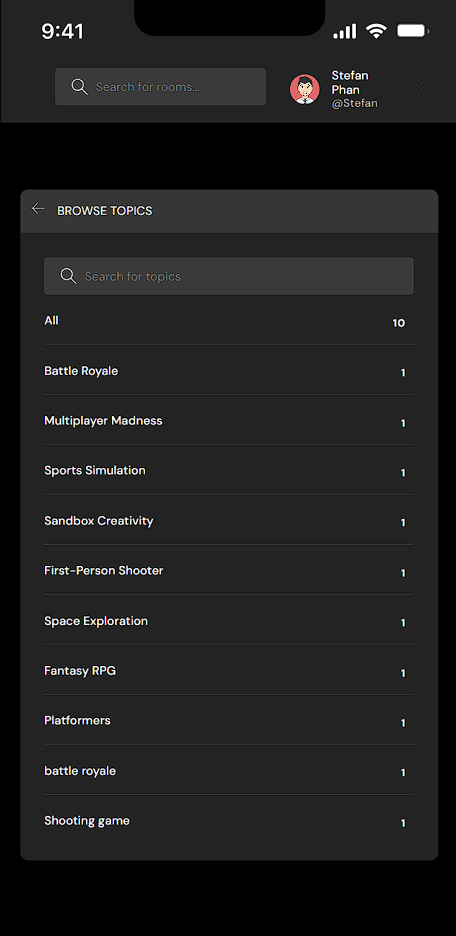 9:41
Search for rooms...
Stefan
Phan
@Stefan
BROWSE TOPICS
Search for topics
All 10
Battle Royale 1
Multiplayer Madness 1
Sports Simulation 1
Sandbox Creativity 1
First-Person Shooter 1
Space Exploration 1
Fantasy RPG 1
Platformers 1
battle royale 1
Shooting game 1